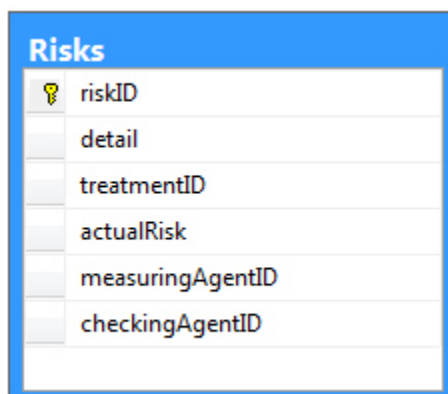 Risks
riskID
detail
treatmentID
actualRisk
measuringAgentID
checkingAgentID